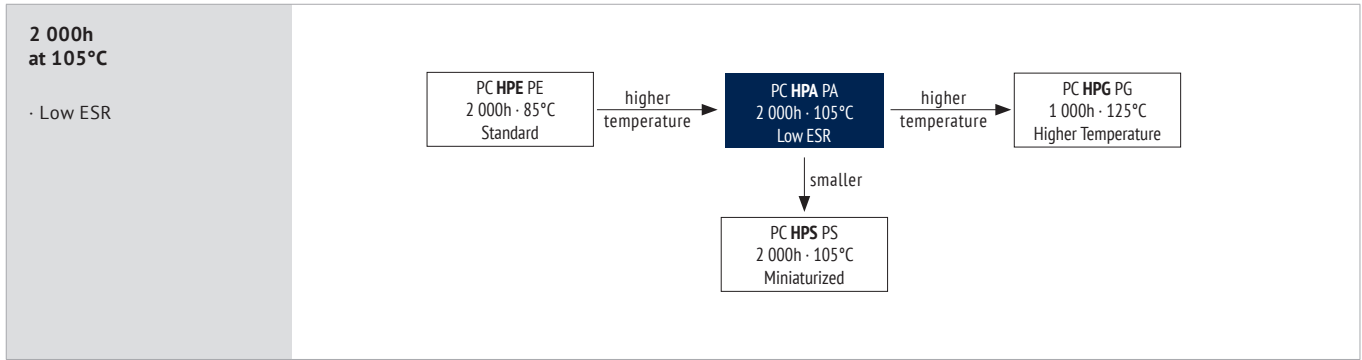 2 000h
at 105°C
· Low ESR
PC HPE PE
2 000h · 85°C
Standard
higher
temperature
PC HPA PA
2 000h · 105°C
Low ESR
higher
temperature
PC HPG PG
1 000h · 125°C
Higher Temperature
smaller
PC HPS PS
2 000h · 105°C
Miniaturized